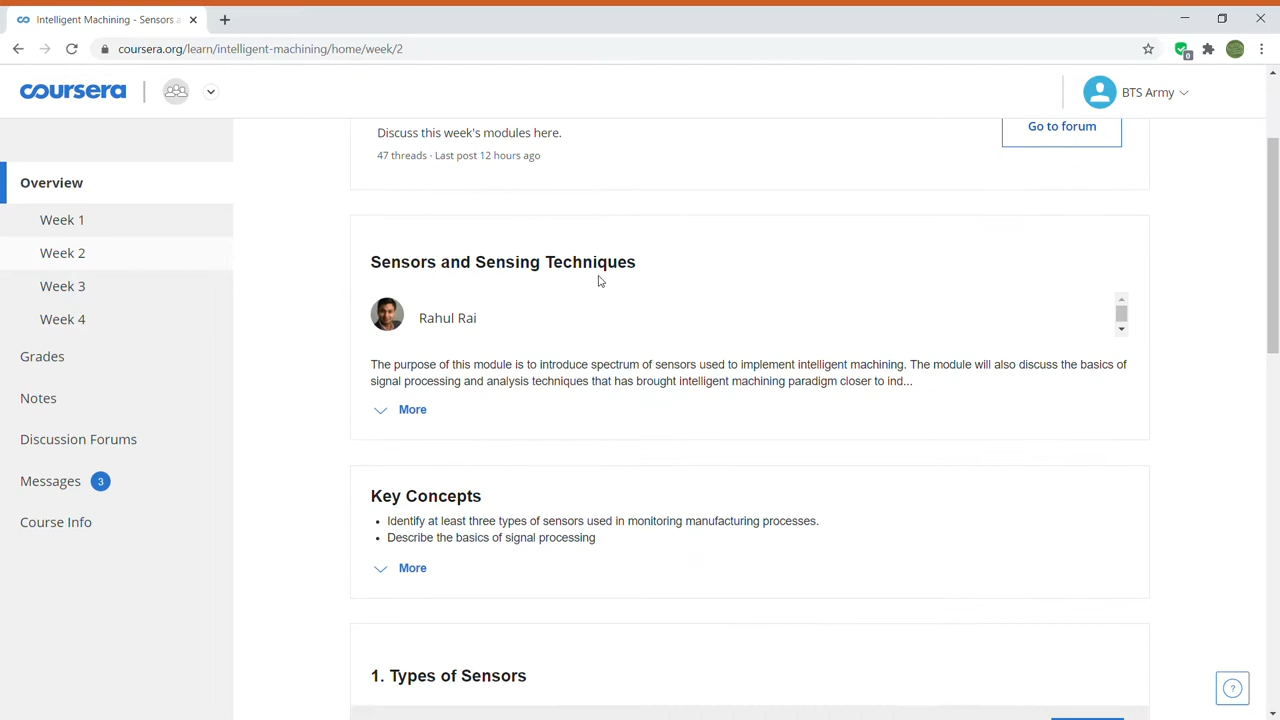 Intelligent Machining - Sensors a
coursera.org/learn/intelligent-machining/home/week/2
0
coursera
BTS Army
Discuss this week's modules here.
47 threads · Last post 12 hours ago
Go to forum
Overview
Week 1
Week 2
Week 3
Week 4
Grades
Notes
Discussion Forums
Messages 3
Course Info
Sensors and Sensing Techniques
Rahul Rai
The purpose of this module is to introduce spectrum of sensors used to implement intelligent machining. The module will also discuss the basics of
signal processing and analysis techniques that has brought intelligent machining paradigm closer to ind...
More
Key Concepts
• Identify at least three types of sensors used in monitoring manufacturing processes.
• Describe the basics of signal processing
More
1. Types of Sensors
?